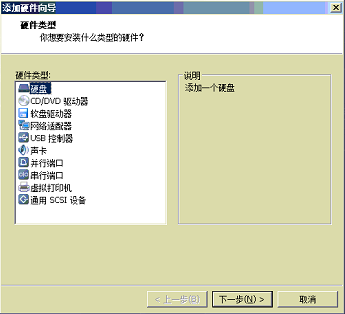 添加硬件向导
硬件类型
你想要安装什么类型的硬件?
硬件类型:
硬盘
CD/DVD 驱动器
软盘驱动器
网络适配器
USB 控制器
声卡
并行端口
串行端口
虚拟打印机
通用 SCSI 设备
说明
添加一个硬盘
< 上一步(B)
下一步(N) >
取消